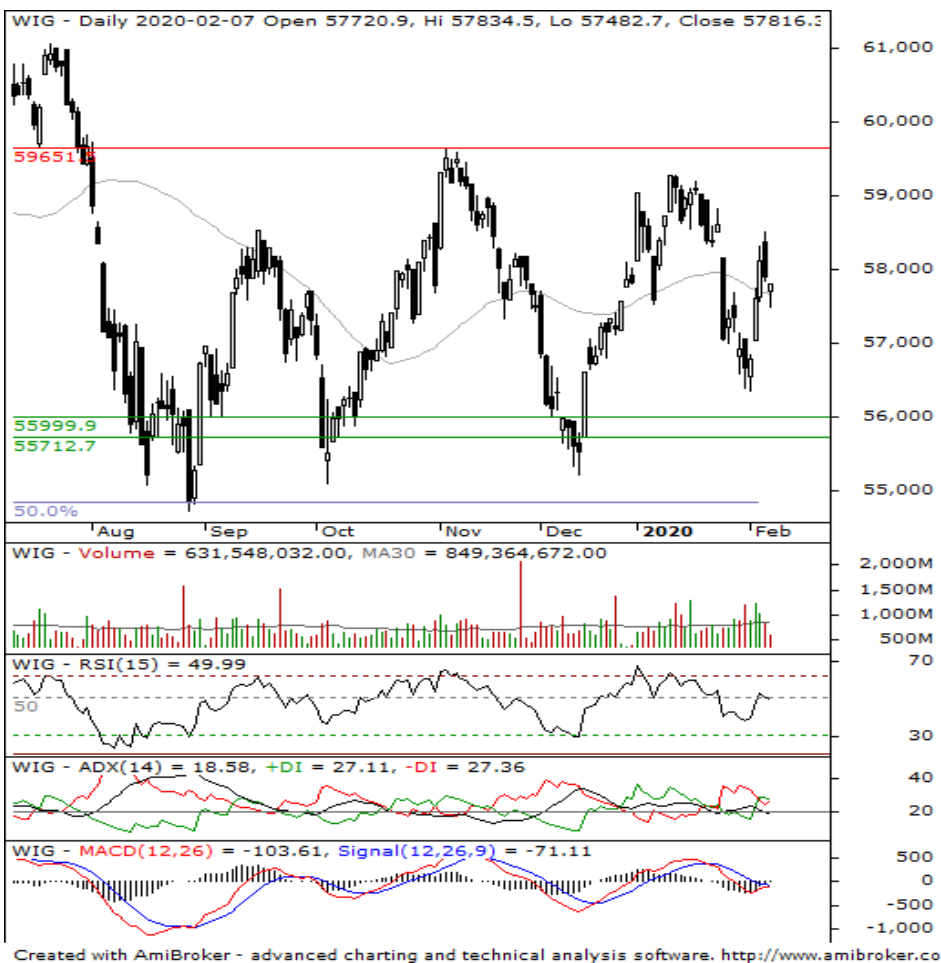 WIG - Daily 2020-02-07 Open 57720.9, Hi 57834.5, Lo 57482.7, Close 57816.3
61,000
60,000
59651.5
59,000
58,000
57,000
56,000
55999.9
55712.7
55,000
50.0%
Aug Sep Oct Nov Dec 2020 Feb
WIG - Volume = 631,548,032.00, MA30 = 849,364,672.00
2,000M
1,500M
1,000M
500M
WIG - RSI(15) = 49.99
70
50
30
WIG - ADX(14) = 18.58, +DI = 27.11, -DI = 27.36
40
20
WIG - MACD(12,26) = -103.61, Signal(12,26,9) = -71.11
500
0
-500
-1,000
Created with AmiBroker - advanced charting and technical analysis software. http://www.amibroker.co